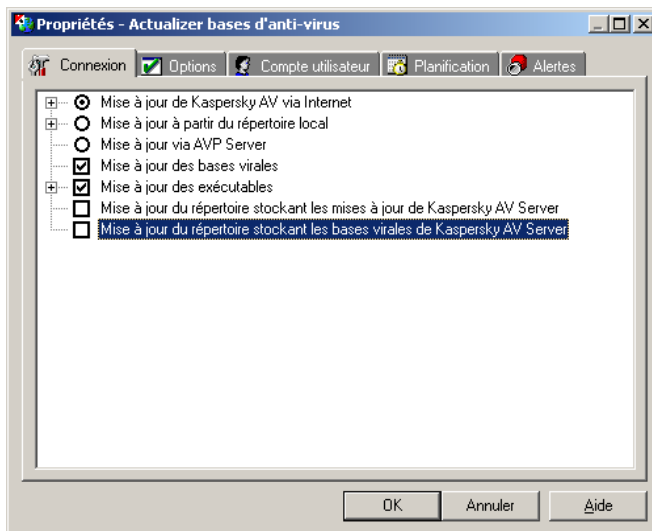 Propriétés - Actualizer bases d'anti-virus
Connexion Options Compte utilisateur Planification Alertes
Mise à jour de Kaspersky AV via Internet
Mise à jour à partir du répertoire local
Mise à jour via AVP Server
Mise à jour des bases virales
Mise à jour des exécutables
Mise à jour du répertoire stockant les mises à jour de Kaspersky AV Server
Mise à jour du répertoire stockant les bases virales de Kaspersky AV Server
OK Annuler Aide